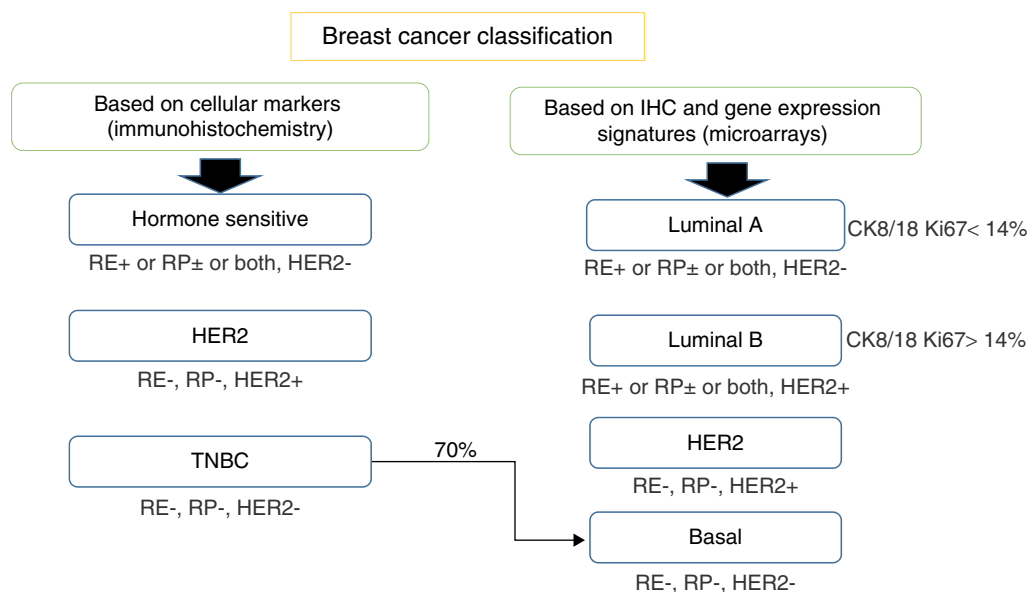 Breast cancer classification
Based on cellular markers
(immunohistochemistry)
Hormone sensitive
RE+ or RP± or both, HER2-
HER2
RE-, RP-, HER2+
TNBC
RE-, RP-, HER2-
70%
Based on IHC and gene expression
signatures (microarrays)
Luminal A
CK8/18 Ki67< 14%
RE+ or RP± or both, HER2-
Luminal B
CK8/18 Ki67> 14%
RE+ or RP± or both, HER2+
HER2
RE-, RP-, HER2+
Basal
RE-, RP-, HER2-